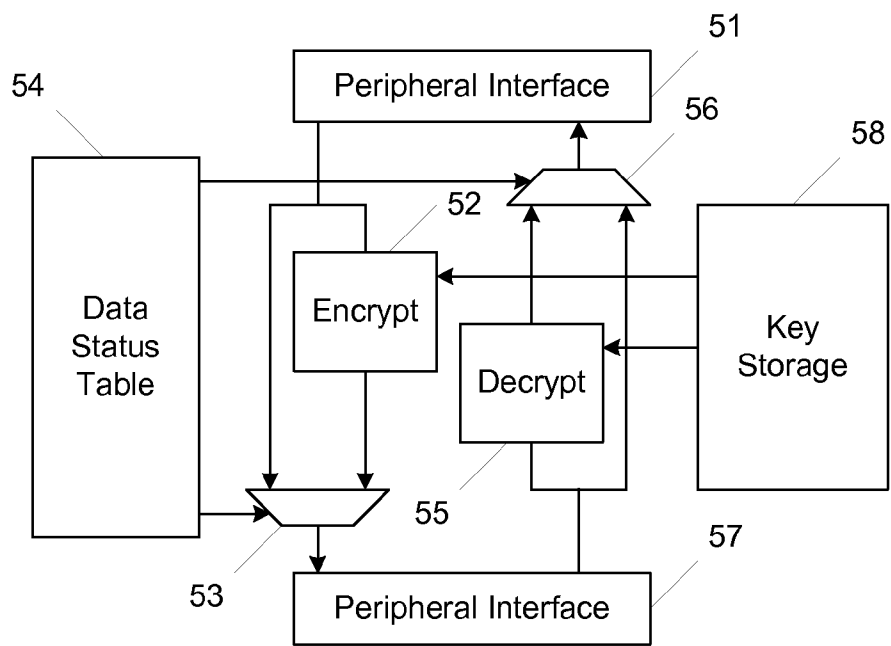 51
Peripheral Interface
54
56
58
52
Encrypt
Data
Status
Table
Key
Storage
Decrypt
55
57
53
Peripheral Interface